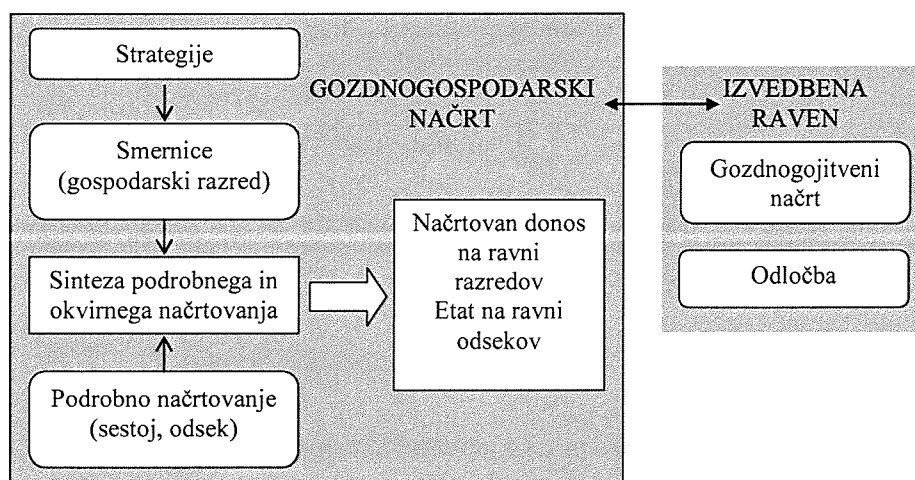 Strategije
GOZDNOGOSPODARSKI
NAČRT
Smernice
(gospodarski razred)
Sinteza podrobnega in
okvirnega načrtovanja
Podrobno načrtovanje
(sestoj, odsek)
Načrtovan donos
na ravni
razredov
Etat na ravni
odsekov
IZVEDBENA
RAVEN
Gozdnogojitveni
načrt
Odločba